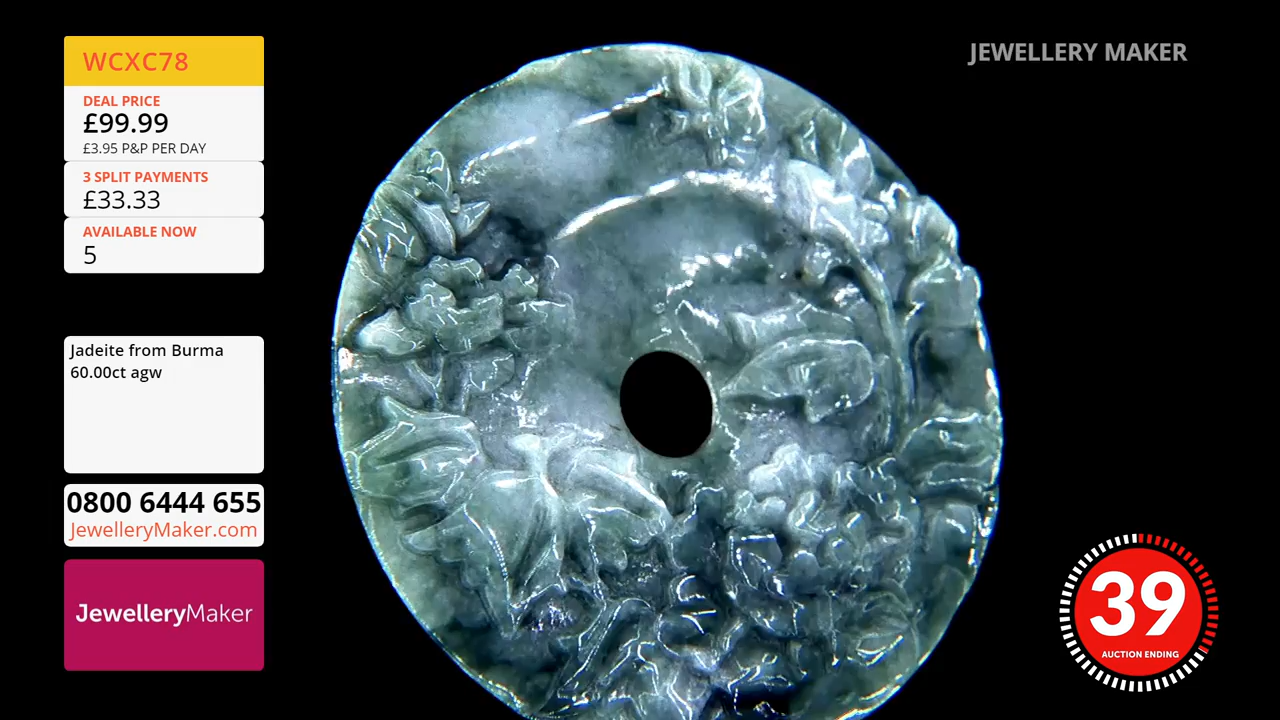 WCXC78
DEAL PRICE
£99.99
£3.95 P&P PER DAY
3 SPLIT PAYMENTS
£33.33
AVAILABLE NOW
5
Jadeite from Burma
60.00ct agw
0800 6444 655
JewelleryMaker.com
JewelleryMaker
JEWELLERY MAKER
39
AUCTION ENDING